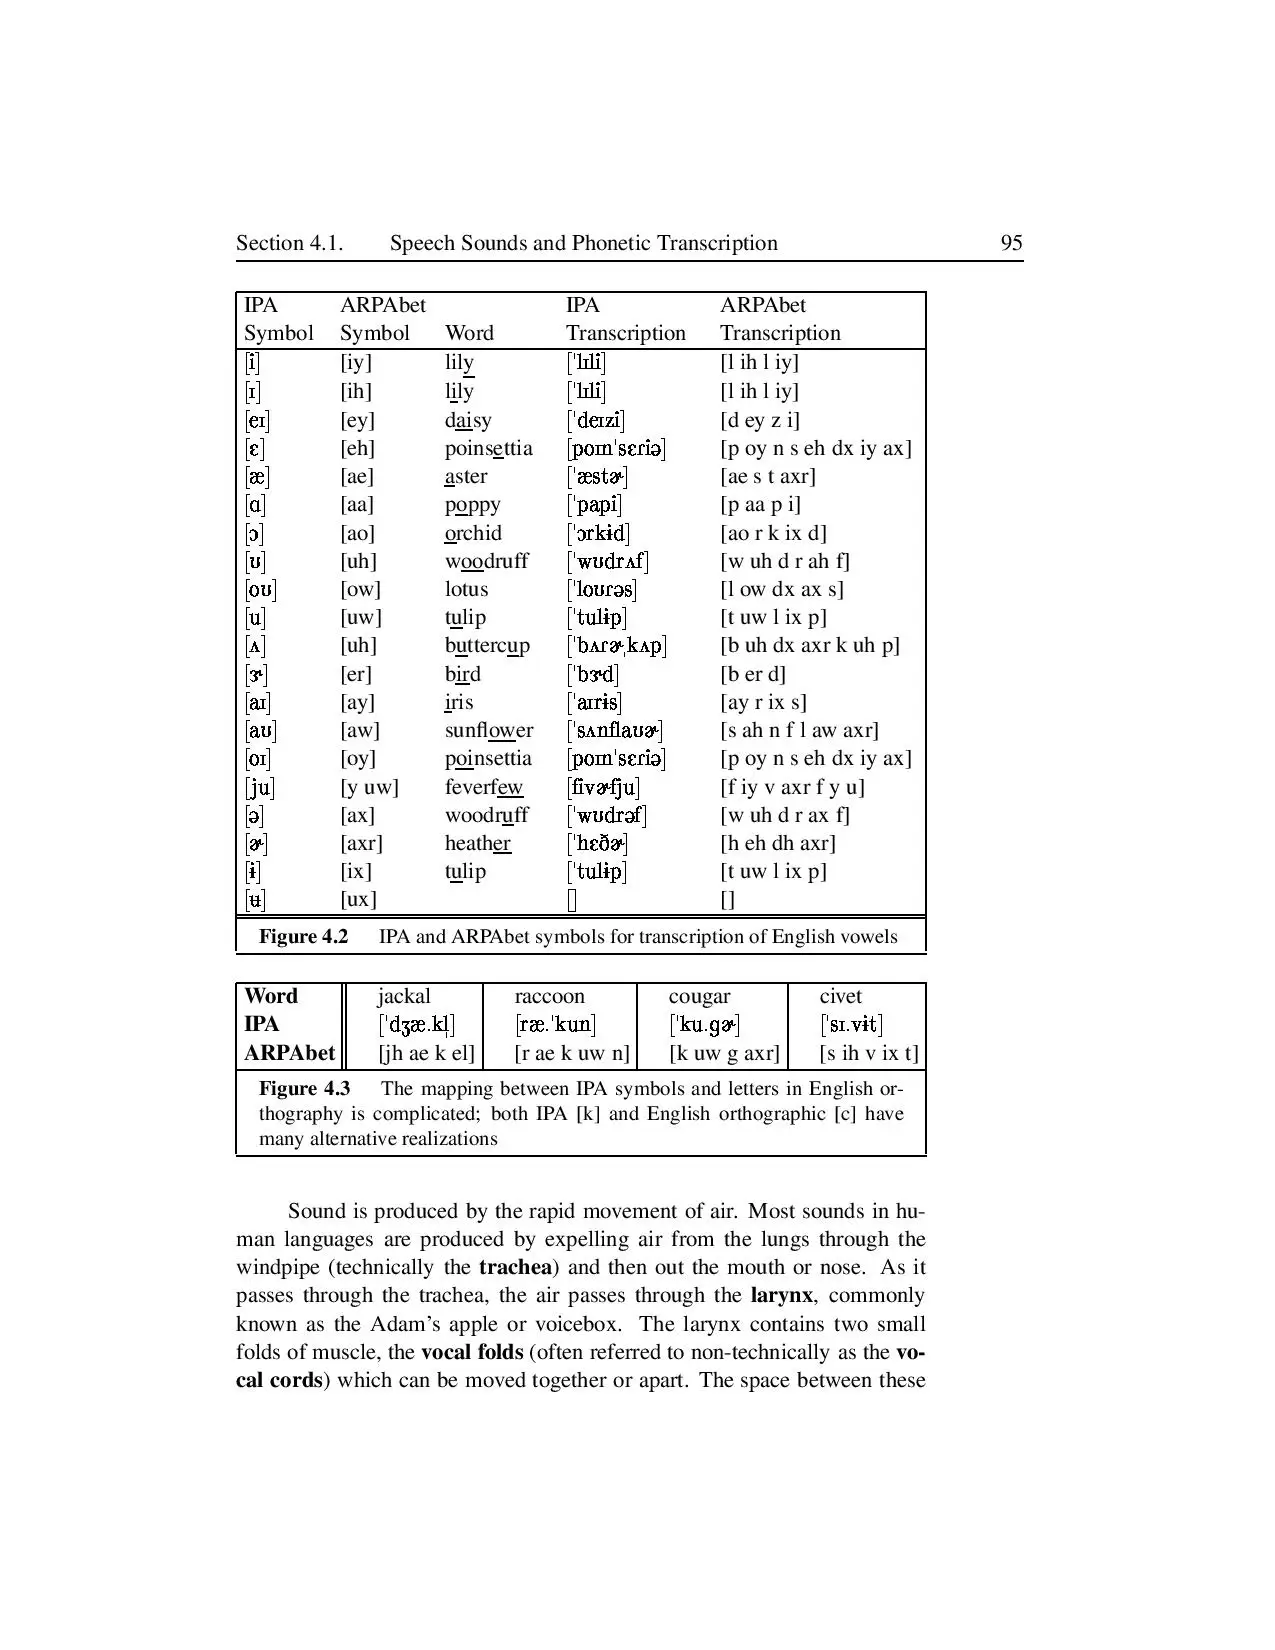 Section 4.1. Speech Sounds and Phonetic Transcription 95
IPA ARPAbet IPA ARPAbet
Symbol Symbol Word Transcription Transcription
[i] [iy] lily [ˈlɪli] [l ih l iy]
[ɪ] [ih] lily [ˈlɪli] [l ih l iy]
[eɪ] [ey] daisy [ˈdeɪzi] [d ey z i]
[ɛ] [eh] poinsettia [poɪnˈsɛɾiə] [p oy n s eh dx iy ax]
[æ] [ae] aster [ˈæstɚ] [ae s t axr]
[ɑ] [aa] poppy [ˈpapi] [p aa p i]
[ɔ] [ao] orchid [ˈɔrkɨd] [ao r k ix d]
[ʊ] [uh] woodruff [ˈwʊdrʌf] [w uh d r ah f]
[oʊ] [ow] lotus [ˈloʊɾəs] [l ow dx ax s]
[u] [uw] tulip [ˈtulɨp] [t uw l ix p]
[ʌ] [uh] buttercup [ˈbʌɾɚˌkʌp] [b uh dx axr k uh p]
[ɝ] [er] bird [ˈbɝd] [b er d]
[aɪ] [ay] iris [ˈaɪrɨs] [ay r ix s]
[aʊ] [aw] sunflower [ˈsʌnflaʊɚ] [s ah n f l aw axr]
[oɪ] [oy] poinsettia [poɪnˈsɛɾiə] [p oy n s eh dx iy ax]
[ju] [y uw] feverfew [fivɚfju] [f iy v axr f y u]
[ə] [ax] woodruff [ˈwʊdrəf] [w uh d r ax f]
[ɚ] [axr] heather [ˈhɛðɚ] [h eh dh axr]
[ɨ] [ix] tulip [ˈtulɨp] [t uw l ix p]
[ʉ] [ux] [] []
Figure 4.2 IPA and ARPAbet symbols for transcription of English vowels
Word jackal raccoon cougar civet
IPA [ˈdʒæ.kl̩] [ræ.ˈkun] [ˈku.gɚ] [ˈsɪ.vɨt]
ARPAbet [jh ae k el] [r ae k uw n] [k uw g axr] [s ih v ix t]
Figure 4.3 The mapping between IPA symbols and letters in English or-
thography is complicated; both IPA [k] and English orthographic [c] have
many alternative realizations
Sound is produced by the rapid movement of air. Most sounds in hu-
man languages are produced by expelling air from the lungs through the
windpipe (technically the trachea) and then out the mouth or nose. As it
passes through the trachea, the air passes through the larynx, commonly
known as the Adam's apple or voicebox. The larynx contains two small
folds of muscle, the vocal folds (often referred to non-technically as the vo-
cal cords) which can be moved together or apart. The space between these